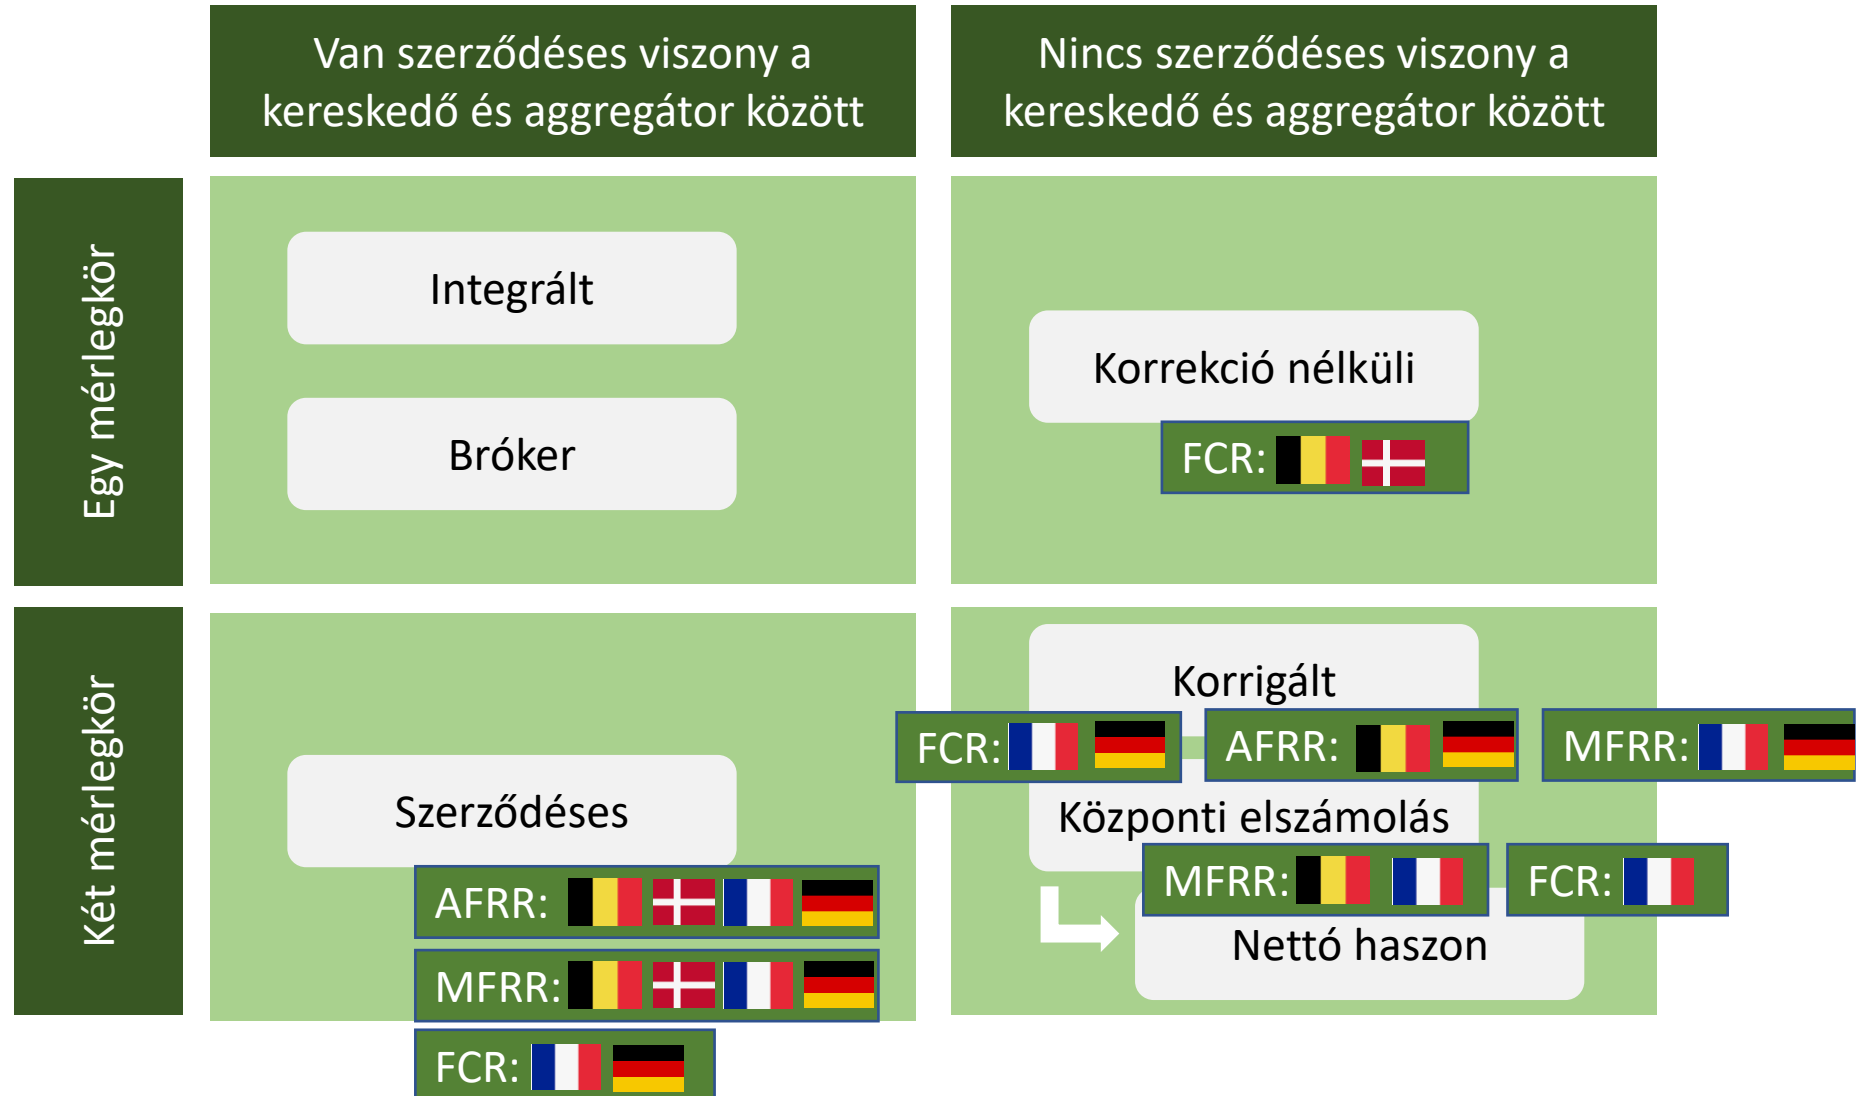 Van szerződéses viszony a
kereskedő és aggregátor között
Nincs szerződéses viszony a
kereskedő és aggregátor között
Egy mérlegkör
Integrált
Bróker
Korrekció nélküli
FCR:
Két mérlegkör
Szerződéses
AFRR:
MFRR:
FCR:
Korrigált
FCR:
AFRR:
MFRR:
Központi elszámolás
MFRR:
FCR:
Nettó haszon